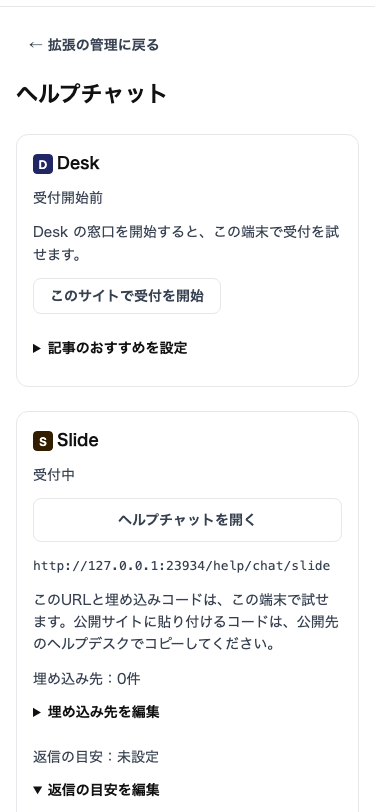 ← 拡張の管理に戻る
ヘルプチャット
D Desk
受付開始前
Desk の窓口を開始すると、この端末で受付を試
せます。
このサイトで受付を開始
▶ 記事のおすすめを設定
S Slide
受付中
ヘルプチャットを開く
http://127.0.0.1:23934/help/chat/slide
このURLと埋め込みコードは、この端末で試せ
ます。公開サイトに貼り付けるコードは、公開先
のヘルプデスクでコピーしてください。
埋め込み先：0件
▶ 埋め込み先を編集
返信の目安：未設定
▼ 返信の目安を編集